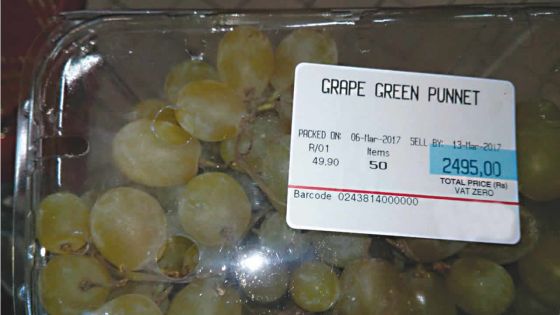 GRAPE GREEN PUNNET
PACKED ON: 06-Mar-2017 SELL BY: 13-Mar-2017
R/01 Items
49.90 50 2495,00
TOTAL PRICE (Rs)
VAT ZERO
Barcode 0243814000000